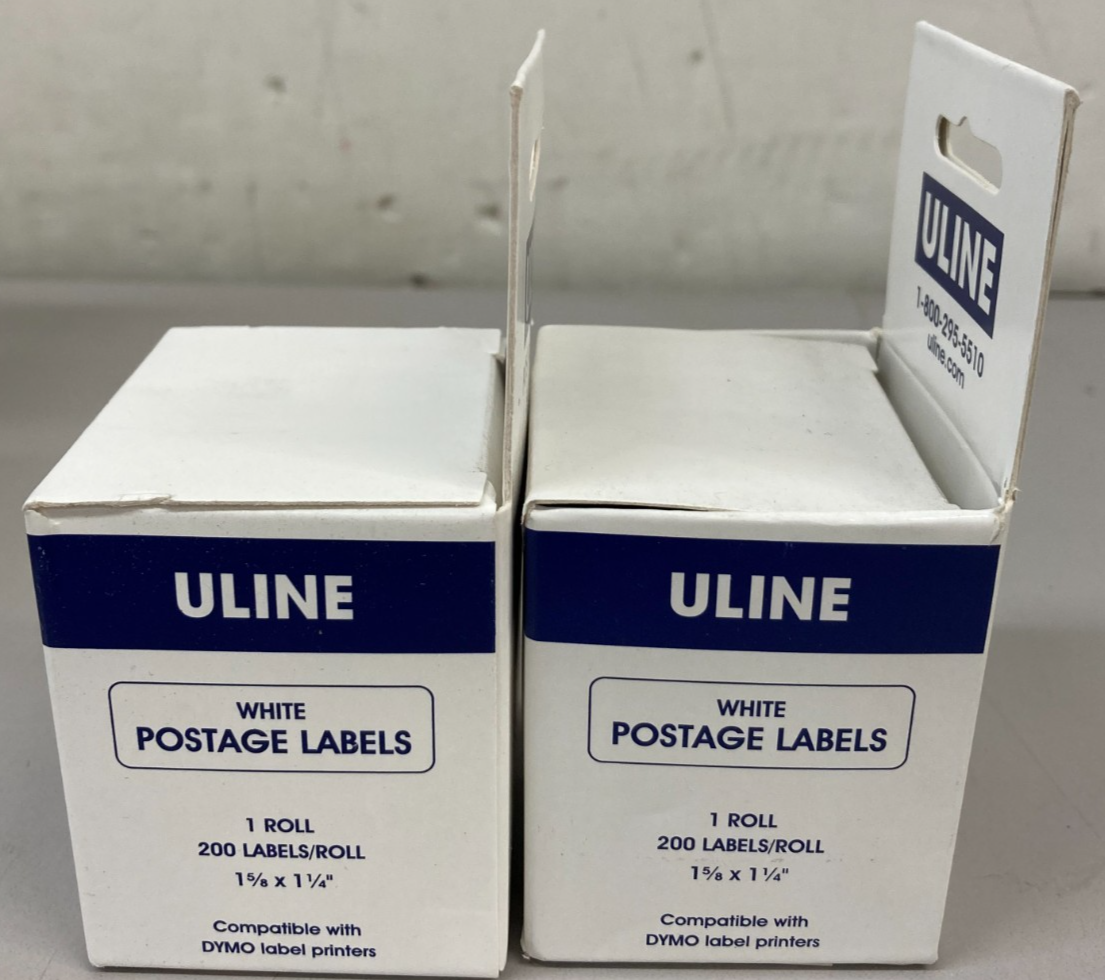 ULINE
WHITE
POSTAGE LABELS
1 ROLL
200 LABELS/ROLL
1⅝ x 1¼"
Compatible with
DYMO label printers
ULINE
1-800-295-5510
uline.com
ULINE
WHITE
POSTAGE LABELS
1 ROLL
200 LABELS/ROLL
1⅝ x 1¼"
Compatible with
DYMO label printers